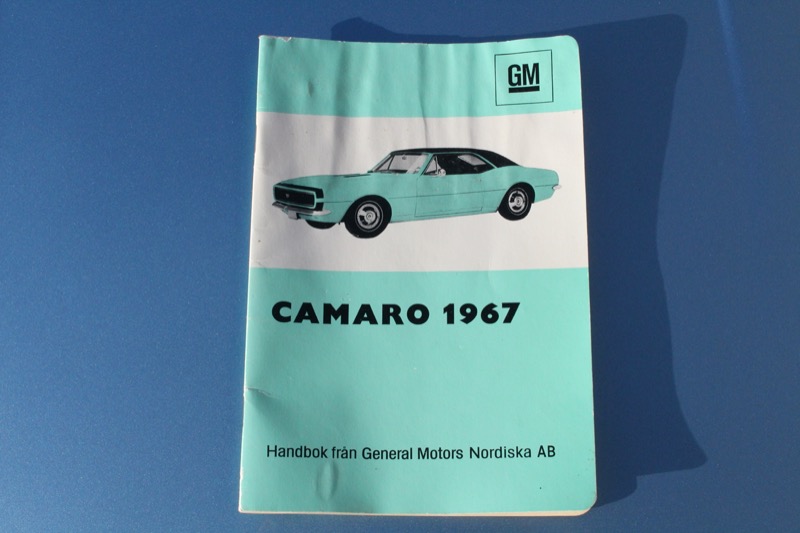 GM
CAMARO 1967
Handbok från General Motors Nordiska AB